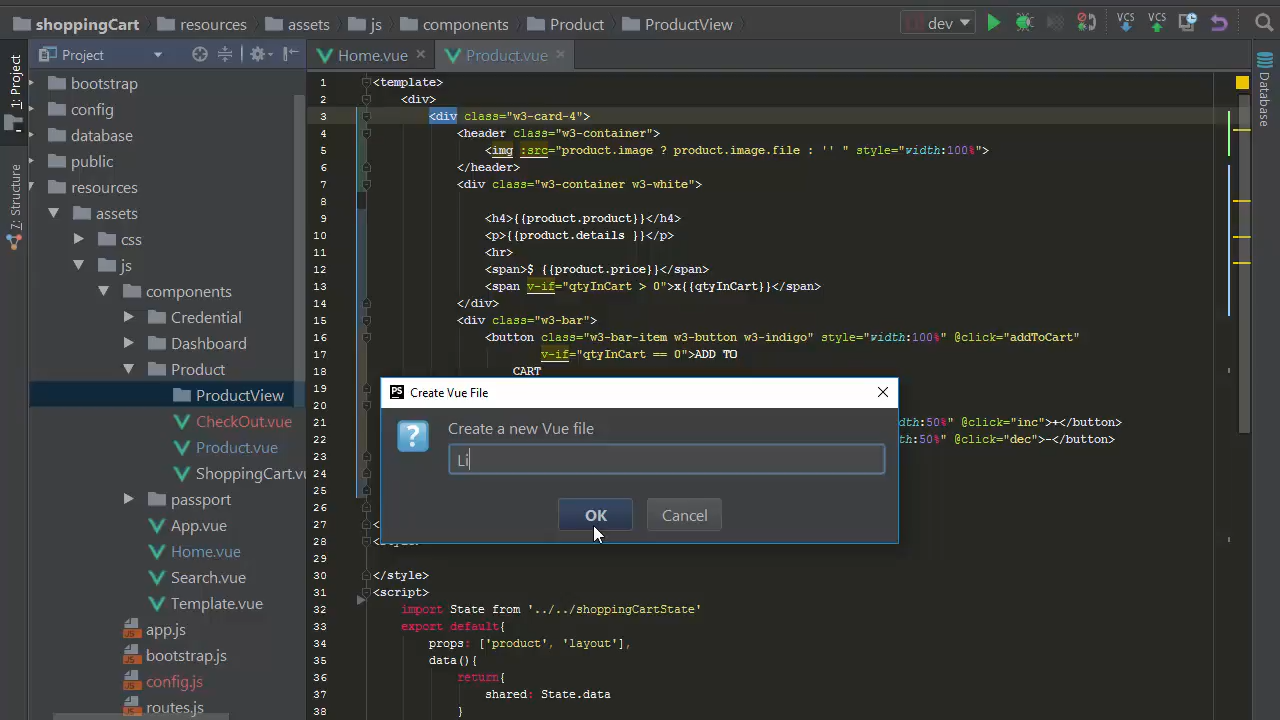 shoppingCart resources assets js components Product ProductView dev VCS VCS
1: Project
7: Structure
Database
Project
Home.vue
Product.vue
bootstrap
config
database
public
resources
assets
css
js
components
Credential
Dashboard
Product
ProductView
CheckOut.vue
Product.vue
ShoppingCart.vu
passport
App.vue
Home.vue
Search.vue
Template.vue
app.js
bootstrap.js
config.js
routes.js
1 <template>
2 <div>
3 <div class="w3-card-4">
4 <header class="w3-container">
5 <img :src="product.image ? product.image.file : '' " style="width:100%">
6 </header>
7 <div class="w3-container w3-white">
8
9 <h4>{{product.product}}</h4>
10 <p>{{product.details }}</p>
11 <hr>
12 <span>$ {{product.price}}</span>
13 <span v-if="qtyInCart > 0">x{{qtyInCart}}</span>
14 </div>
15 <div class="w3-bar">
16 <button class="w3-bar-item w3-button w3-indigo" style="width:100%" @click="addToCart"
17 v-if="qtyInCart == 0">ADD TO
18 CART
19
20
21 dth:50%" @click="inc">+</button>
22 dth:50%" @click="dec">-</button>
23
24
25
26
27
28
29
30 </style>
31 <script>
32 import State from '../../shoppingCartState'
33 export default{
34 props: ['product', 'layout'],
35 data(){
36 return{
37 shared: State.data
38 }
PS Create Vue File
Create a new Vue file
Li
OK
Cancel